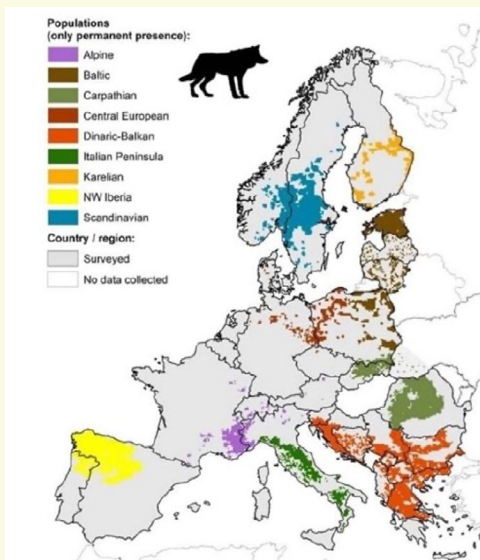 Populations
(only permanent presence):
Alpine
Baltic
Carpathian
Central European
Dinaric-Balkan
Italian Peninsula
Karelian
NW Iberia
Scandinavian
Country / region:
Surveyed
No data collected